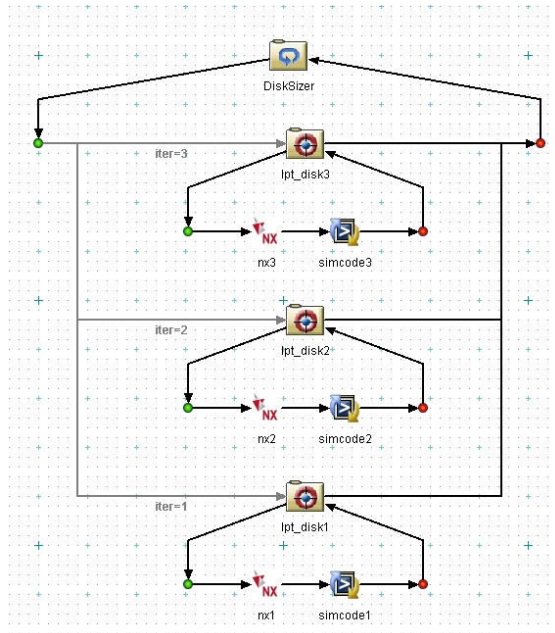 DiskSizer
iter=3
lpt_disk3
NX
nx3
simcode3
iter=2
lpt_disk2
NX
nx2
simcode2
iter=1
lpt_disk1
NX
nx1
simcode1